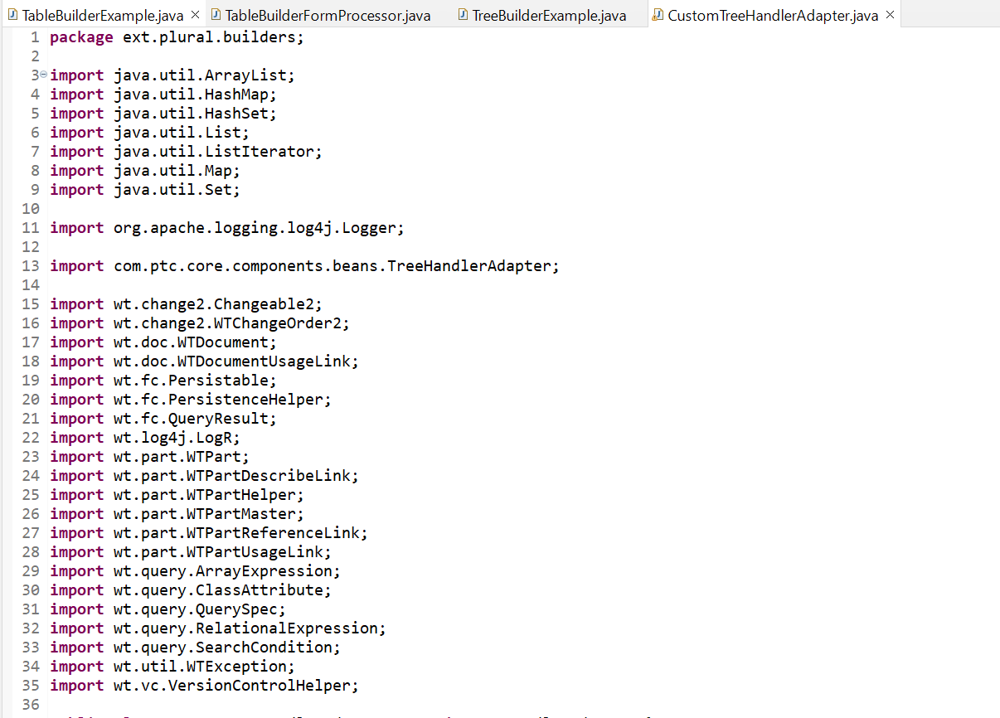 TableBuilderExample.java TableBuilderFormProcessor.java TreeBuilderExample.java CustomTreeHandlerAdapter.java
1 package ext.plural.builders;
2
3 import java.util.ArrayList;
4 import java.util.HashMap;
5 import java.util.HashSet;
6 import java.util.List;
7 import java.util.ListIterator;
8 import java.util.Map;
9 import java.util.Set;
10
11 import org.apache.logging.log4j.Logger;
12
13 import com.ptc.core.components.beans.TreeHandlerAdapter;
14
15 import wt.change2.Changeable2;
16 import wt.change2.WTChangeOrder2;
17 import wt.doc.WTDocument;
18 import wt.doc.WTDocumentUsageLink;
19 import wt.fc.Persistable;
20 import wt.fc.PersistenceHelper;
21 import wt.fc.QueryResult;
22 import wt.log4j.LogR;
23 import wt.part.WTPart;
24 import wt.part.WTPartDescribeLink;
25 import wt.part.WTPartHelper;
26 import wt.part.WTPartMaster;
27 import wt.part.WTPartReferenceLink;
28 import wt.part.WTPartUsageLink;
29 import wt.query.ArrayExpression;
30 import wt.query.ClassAttribute;
31 import wt.query.QuerySpec;
32 import wt.query.RelationalExpression;
33 import wt.query.SearchCondition;
34 import wt.util.WTException;
35 import wt.vc.VersionControlHelper;
36